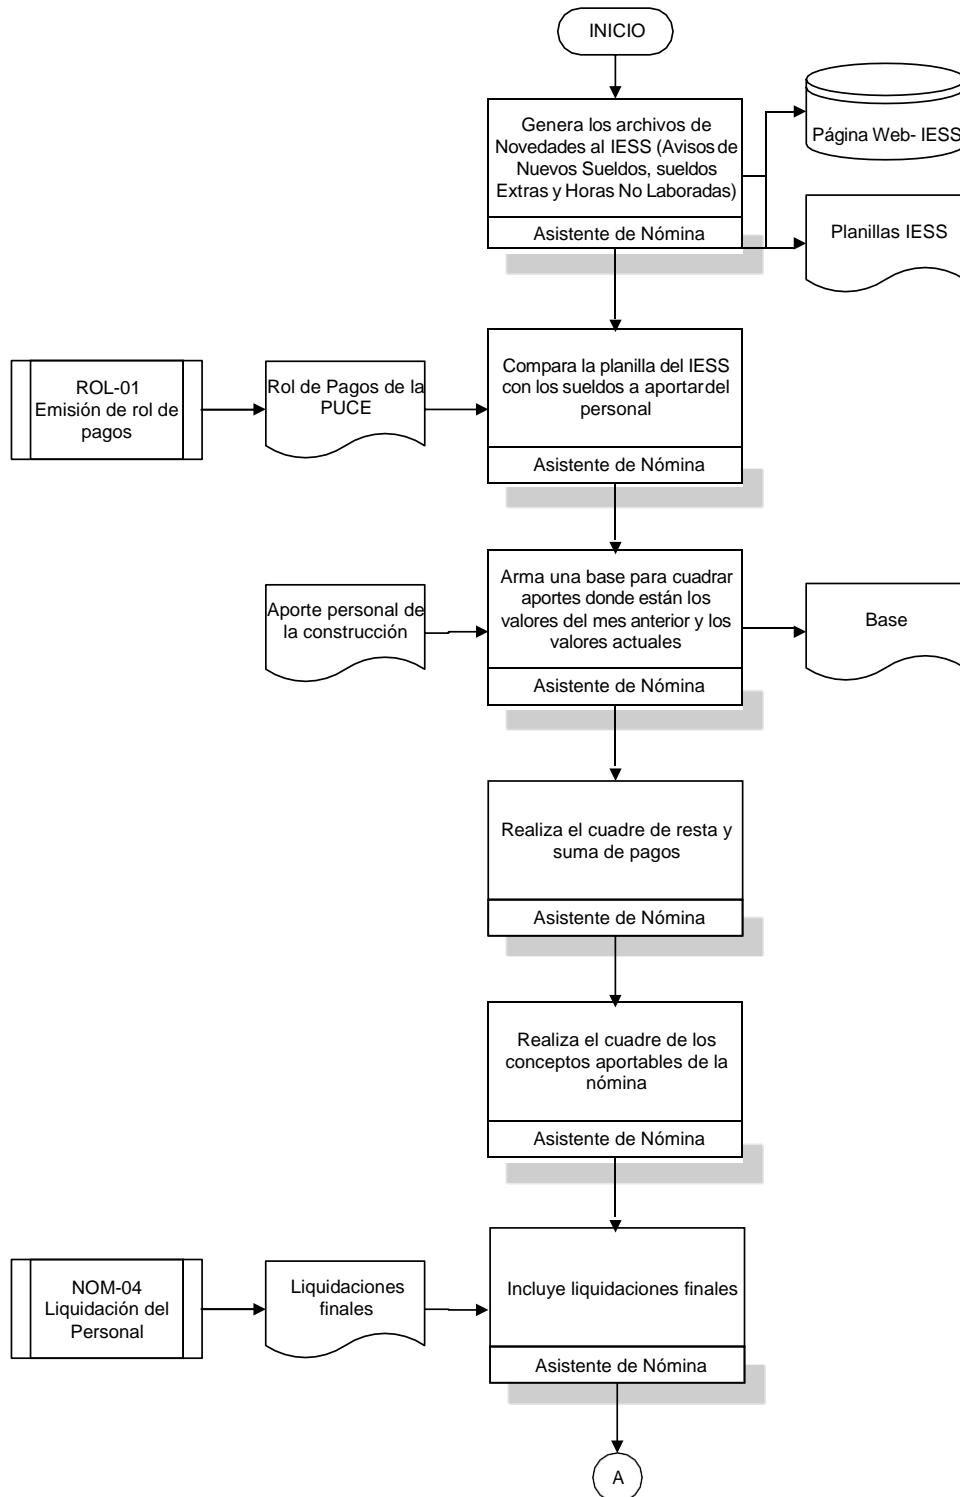 INICIO
Genera los archivos de
Novedades al IESS (Avisos de
Nuevos Sueldos, sueldos
Extras y Horas No Laboradas)
Asistente de Nómina
Página Web- IESS
Planillas IESS
ROL-01
Emisión de rol de
pagos
Rol de Pagos de la
PUCE
Compara la planilla del IESS
con los sueldos a aportar del
personal
Asistente de Nómina
Aporte personal de
la construcción
Arma una base para cuadrar
aportes donde están los
valores del mes anterior y los
valores actuales
Asistente de Nómina
Base
Realiza el cuadre de resta y
suma de pagos
Asistente de Nómina
Realiza el cuadre de los
conceptos aportables de la
nómina
Asistente de Nómina
NOM-04
Liquidación del
Personal
Liquidaciones
finales
Incluye liquidaciones finales
Asistente de Nómina
A